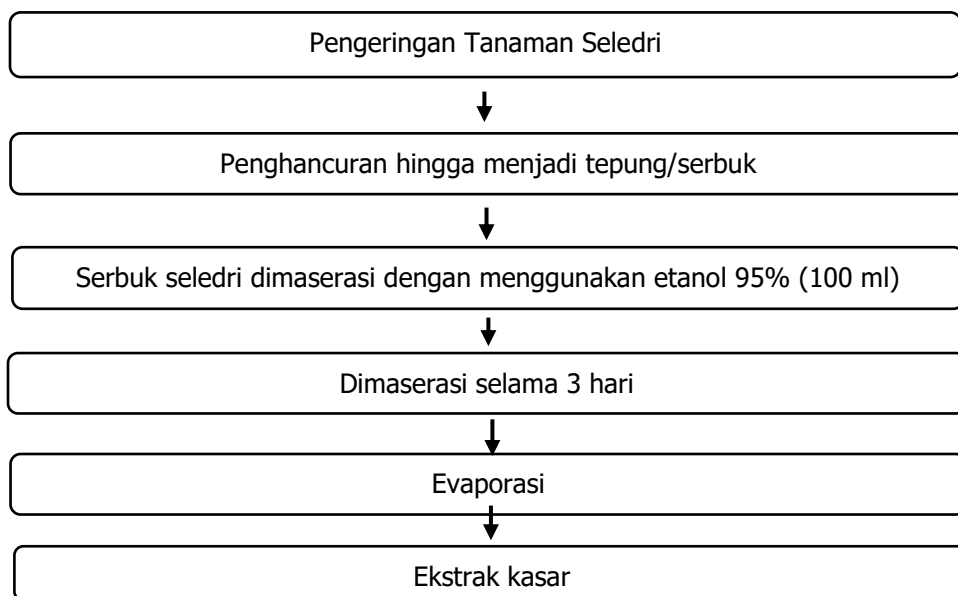 Pengeringan Tanaman Seledri
Penghancuran hingga menjadi tepung/serbuk
Serbuk seledri dimaserasi dengan menggunakan etanol 95% (100 ml)
Dimaserasi selama 3 hari
Evaporasi
Ekstrak kasar